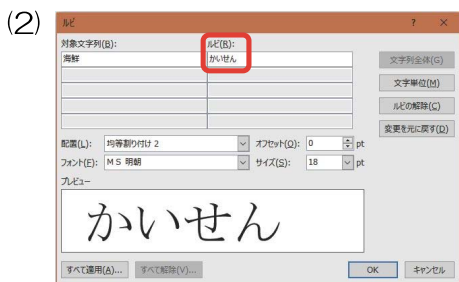 (2)
ルビ ? ×
対象文字列(B): ルビ(R):
海鮮 かいせん
文字列全体(G)
文字単位(M)
ルビの解除(C)
変更を元に戻す(D)
配置(L): 均等割り付け 2 オフセット(O): 0 pt
フォント(F): ＭＳ 明朝 サイズ(S): 18 pt
プレビュー
かいせん
すべて適用(A)... すべて解除(V)... OK キャンセル